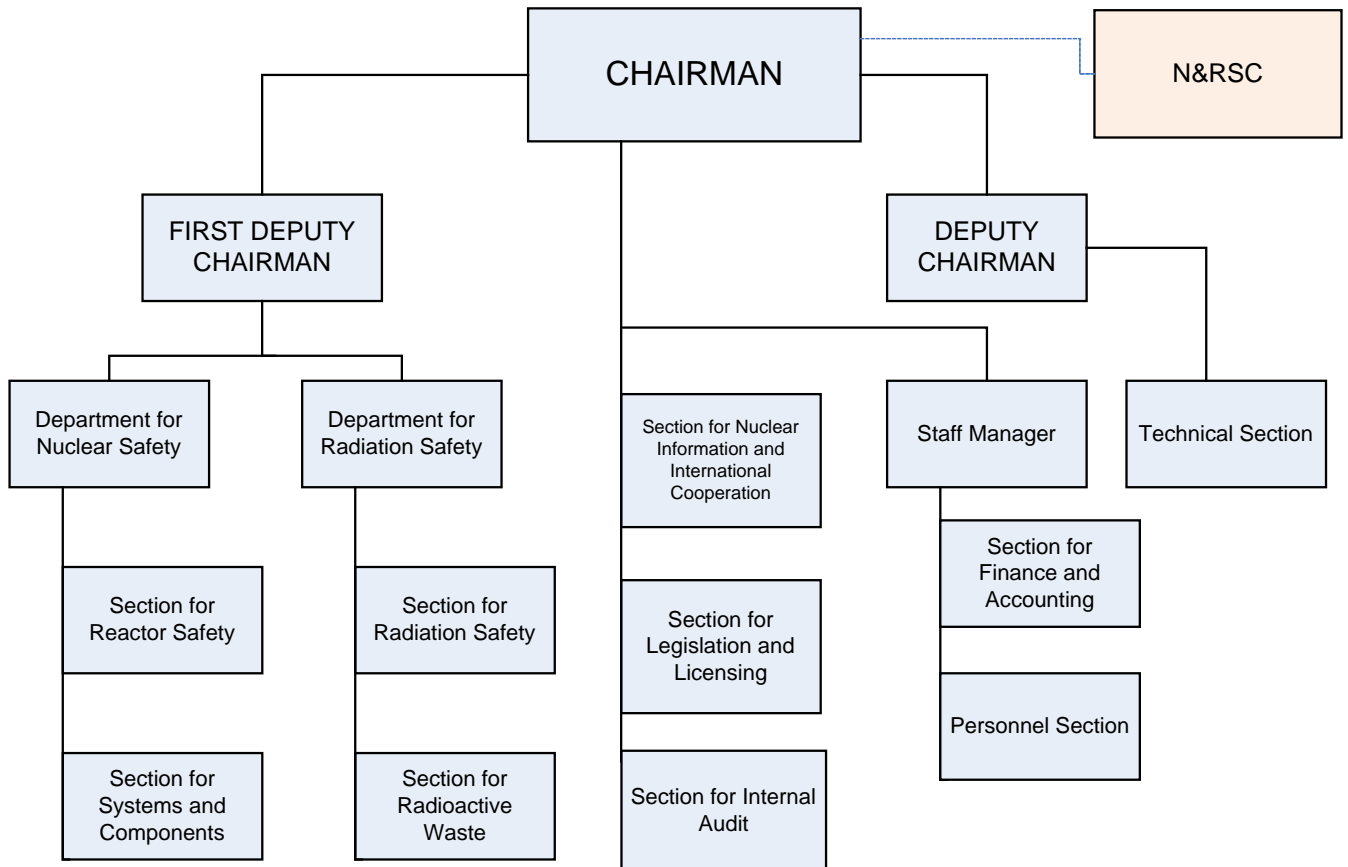 CHAIRMAN
N&RSC
FIRST DEPUTY
CHAIRMAN
DEPUTY
CHAIRMAN
Department for
Nuclear Safety
Department for
Radiation Safety
Section for Nuclear
Information and
International
Cooperation
Staff Manager
Technical Section
Section for
Finance and
Accounting
Section for
Reactor Safety
Section for
Radiation Safety
Section for
Legislation and
Licensing
Personnel Section
Section for
Systems and
Components
Section for
Radioactive
Waste
Section for Internal
Audit